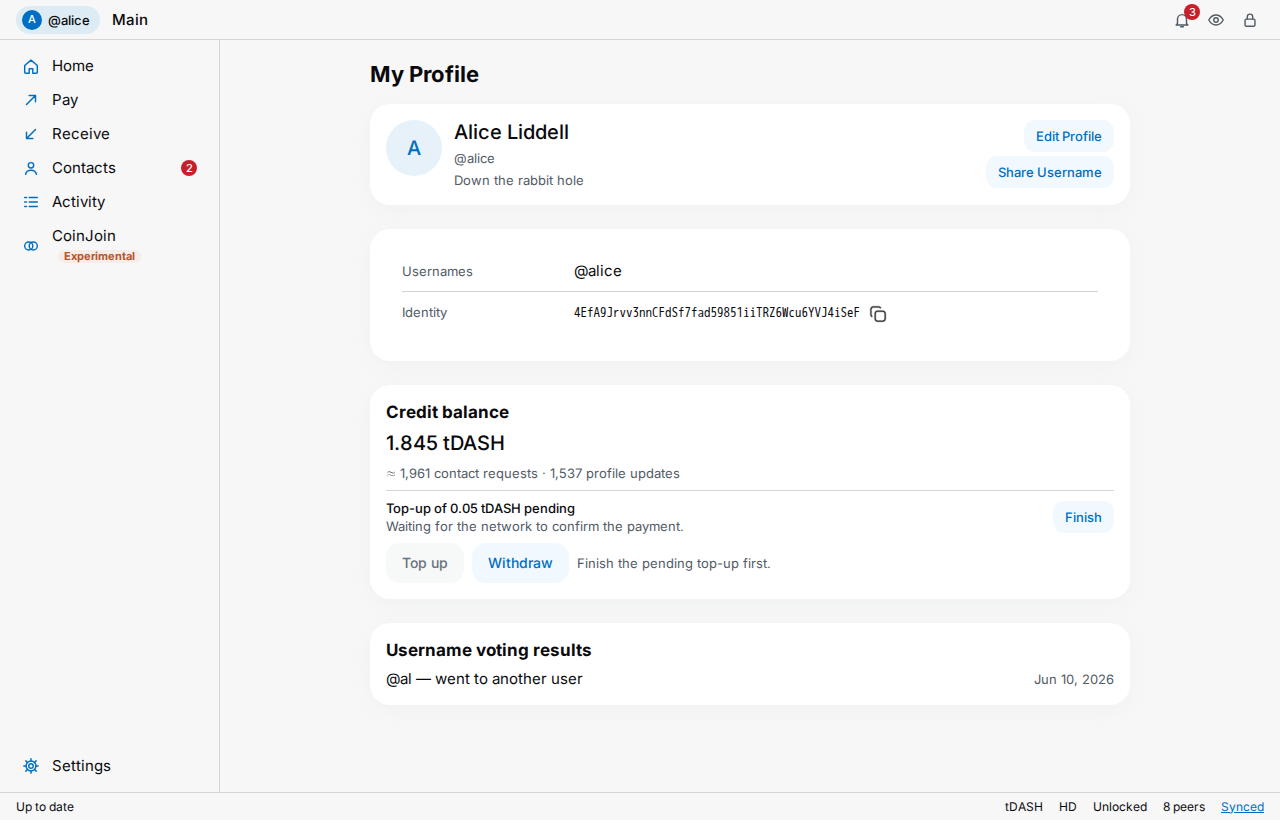 A @alice Main 3
Home
Pay
Receive
Contacts 2
Activity
CoinJoin
Experimental
Settings
My Profile
A
Alice Liddell
@alice
Down the rabbit hole
Edit Profile
Share Username
Usernames @alice
Identity 4EfA9Jrvv3nnCFdSf7fad59851iiTRZ6Wcu6YVJ4iSeF
Credit balance
1.845 tDASH
≈ 1,961 contact requests · 1,537 profile updates
Top-up of 0.05 tDASH pending
Waiting for the network to confirm the payment.
Finish
Top up Withdraw Finish the pending top-up first.
Username voting results
@al — went to another user Jun 10, 2026
Up to date tDASH HD Unlocked 8 peers Synced